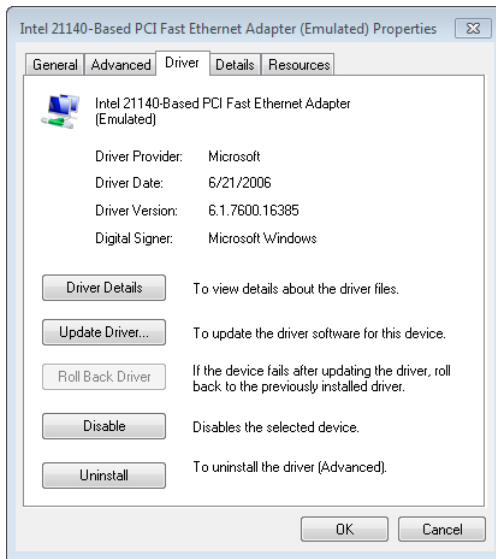 Intel 21140-Based PCI Fast Ethernet Adapter (Emulated) Properties
General Advanced Driver Details Resources
Intel 21140-Based PCI Fast Ethernet Adapter
(Emulated)
Driver Provider: Microsoft
Driver Date: 6/21/2006
Driver Version: 6.1.7600.16385
Digital Signer: Microsoft Windows
Driver Details To view details about the driver files.
Update Driver... To update the driver software for this device.
Roll Back Driver If the device fails after updating the driver, roll
back to the previously installed driver.
Disable Disables the selected device.
Uninstall To uninstall the driver (Advanced).
OK Cancel